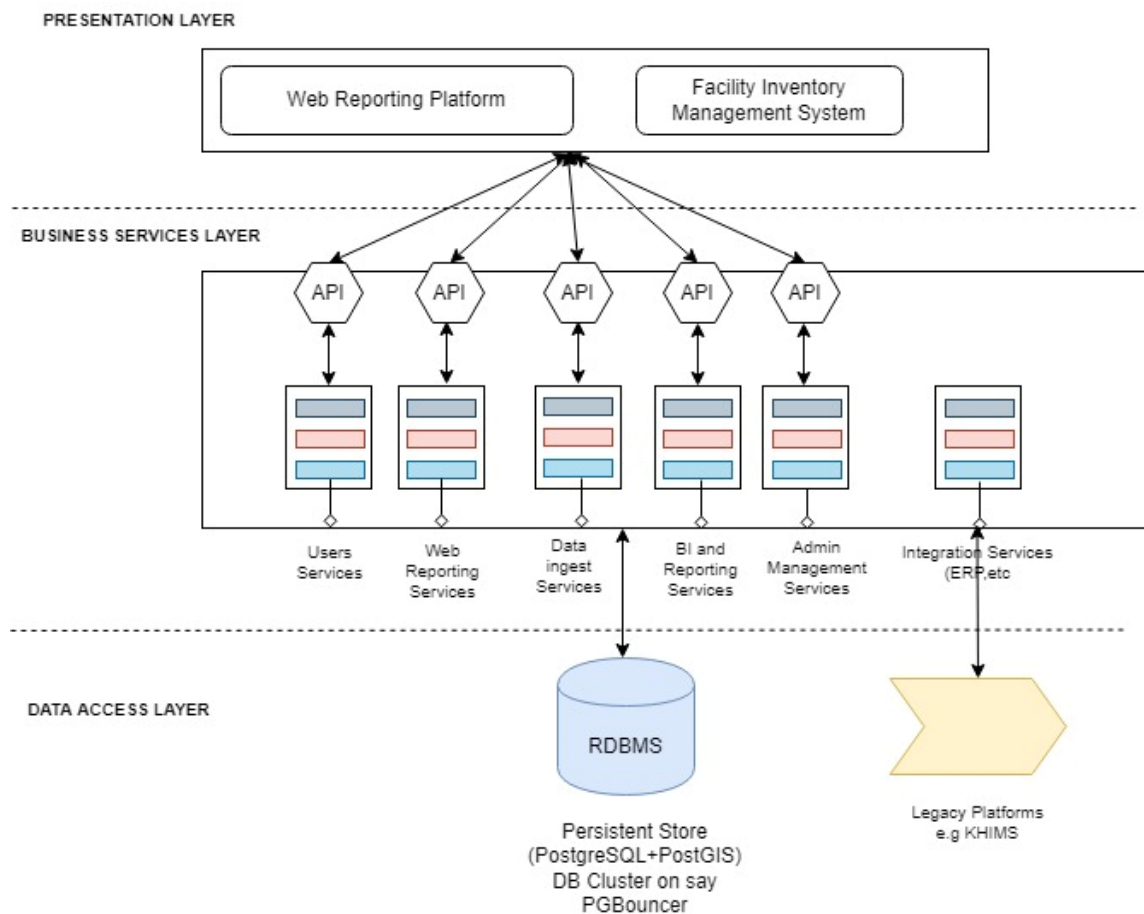 PRESENTATION LAYER
Web Reporting Platform
Facility Inventory
Management System
BUSINESS SERVICES LAYER
API
API
API
API
API
Users
Services
Web
Reporting
Services
Data
ingest
Services
BI and
Reporting
Services
Admin
Management
Services
Integration Services
(ERP,etc
DATA ACCESS LAYER
RDBMS
Persistent Store
(PostgreSQL+PostGIS)
DB Cluster on say
PGBouncer
Legacy Platforms
e.g KHIMS